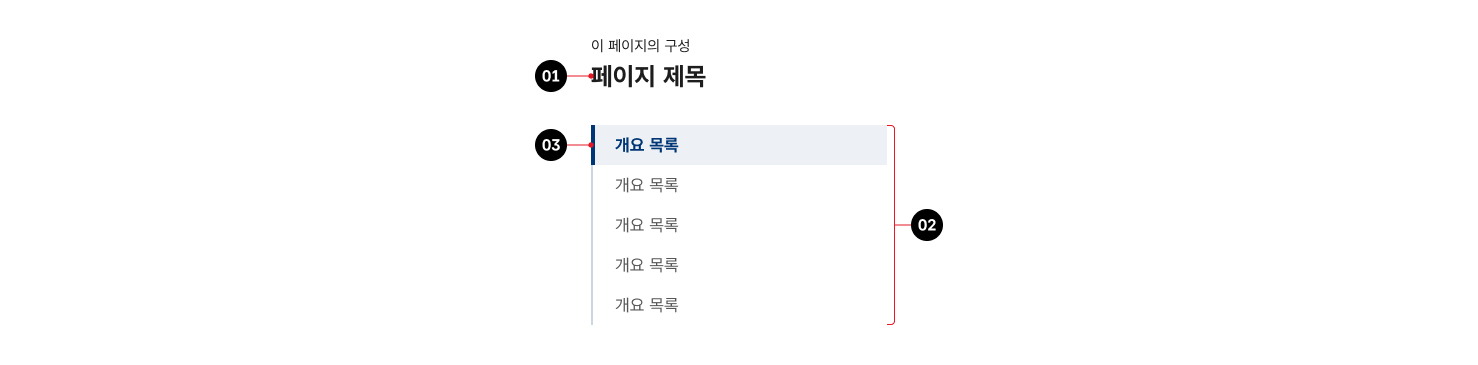 이 페이지의 구성
01 페이지 제목
03 개요 목록
개요 목록
개요 목록 02
개요 목록
개요 목록